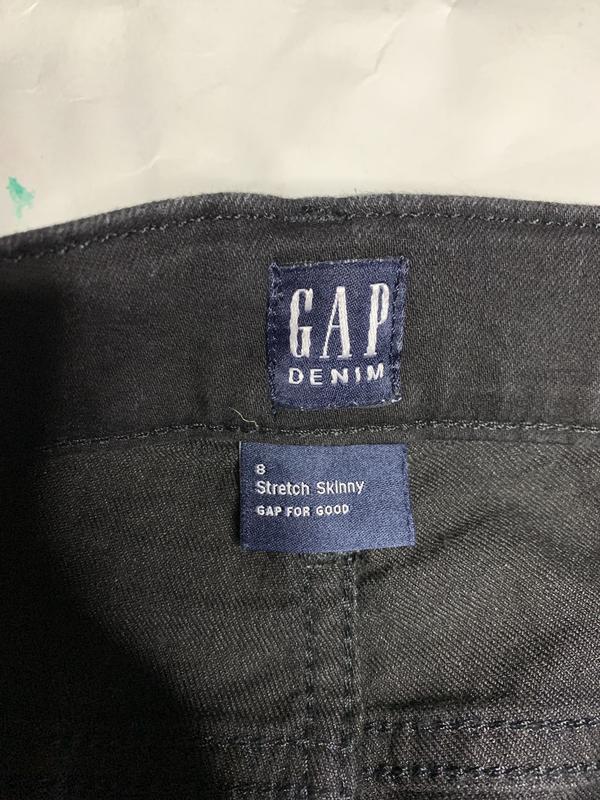 GAP
DENIM
8
Stretch Skinny
GAP FOR GOOD